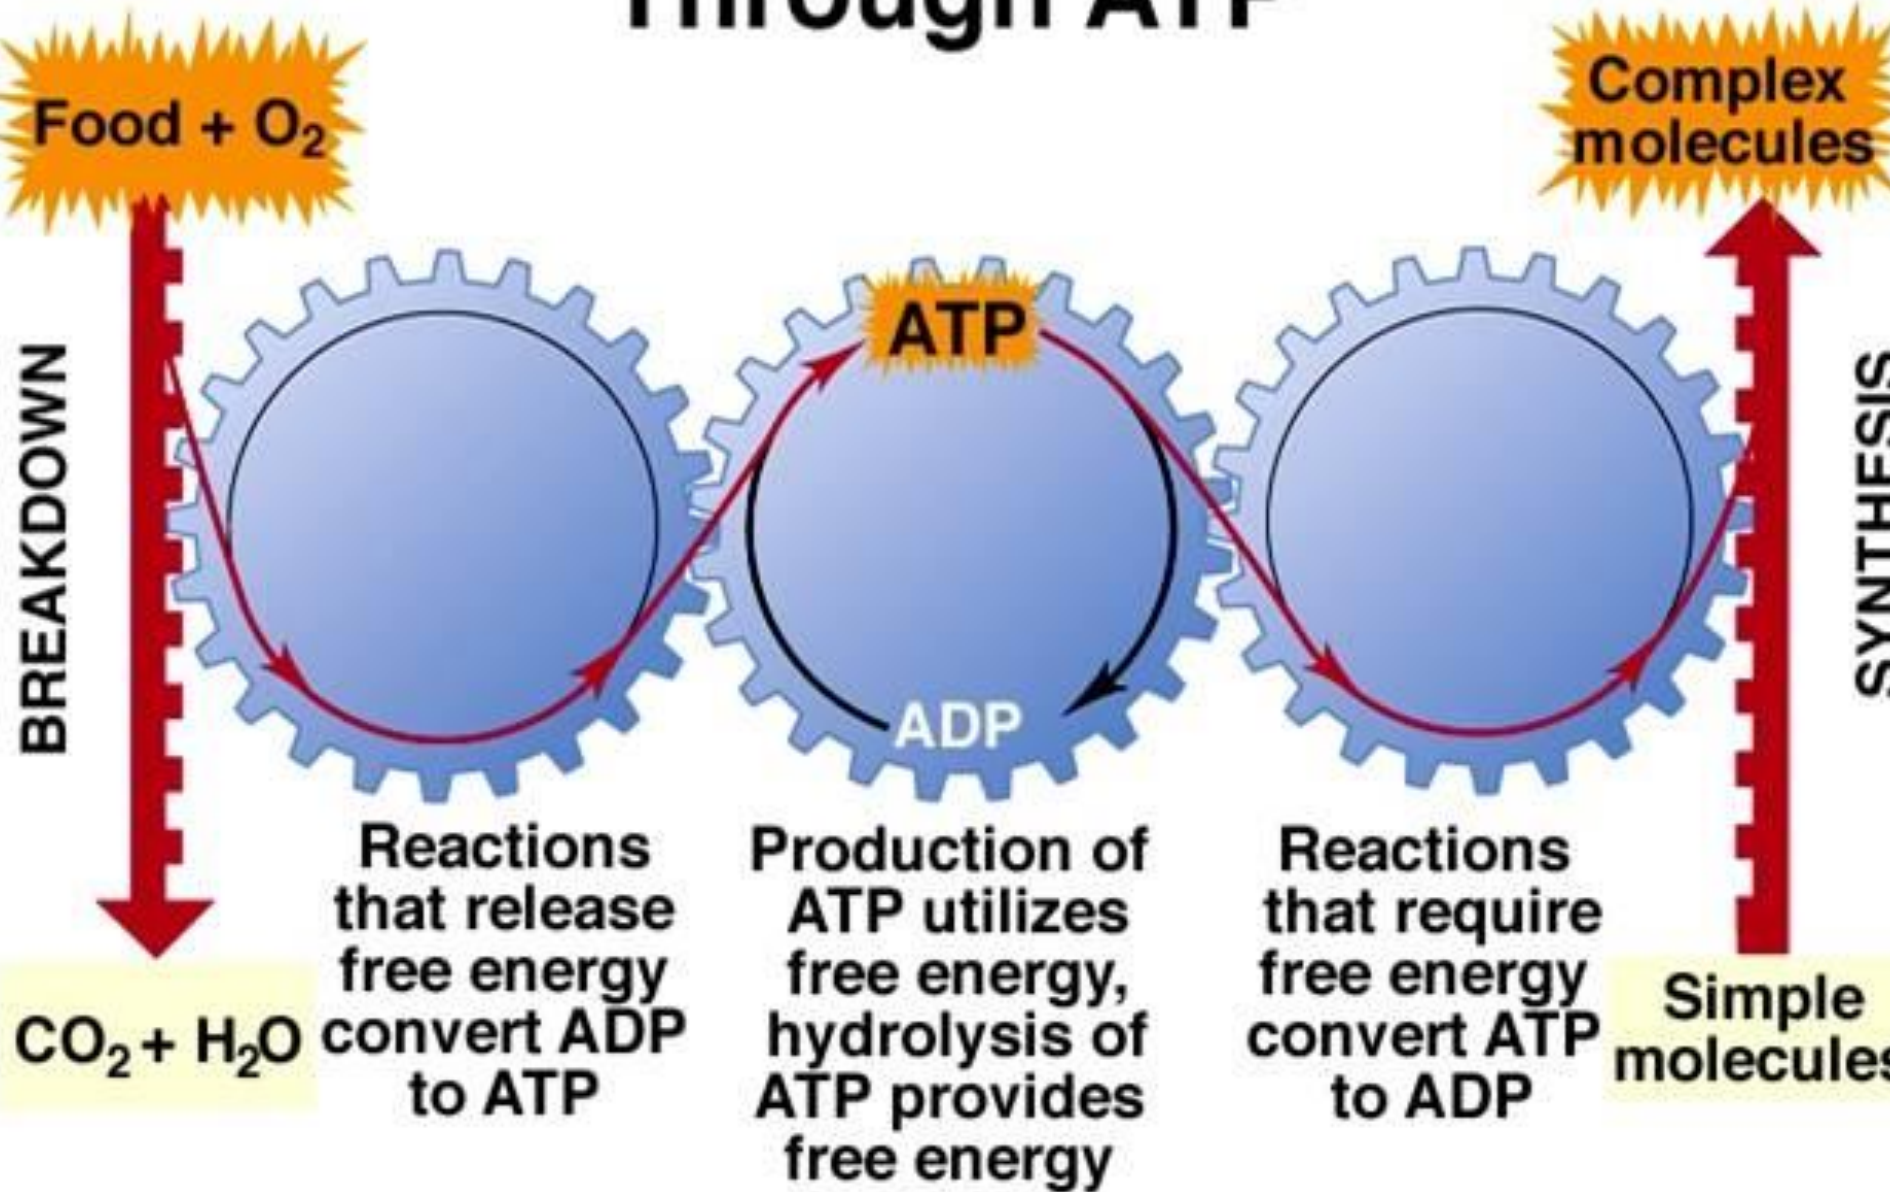 Through ATP
Food + O₂
Complex
molecules
BREAKDOWN
ATP
ADP
SYNTHESIS
CO₂ + H₂O
Reactions
that release
free energy
convert ADP
to ATP
Production of
ATP utilizes
free energy,
hydrolysis of
ATP provides
free energy
Reactions
that require
free energy
convert ATP
to ADP
Simple
molecules